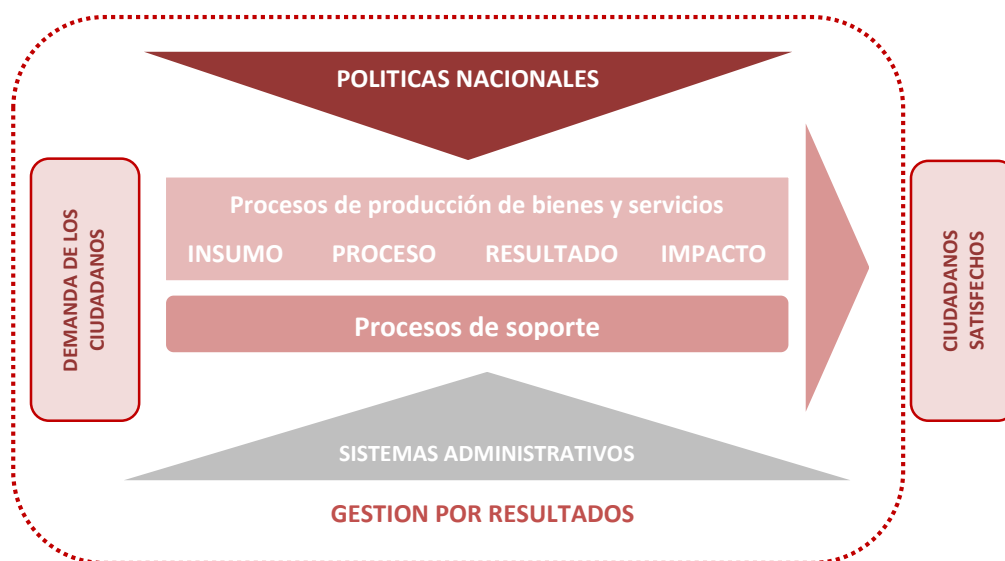 POLITICAS NACIONALES
DEMANDA DE LOS
CIUDADANOS
Procesos de producción de bienes y servicios
INSUMO PROCESO RESULTADO IMPACTO
Procesos de soporte
CIUDADANOS
SATISFECHOS
SISTEMAS ADMINISTRATIVOS
GESTION POR RESULTADOS